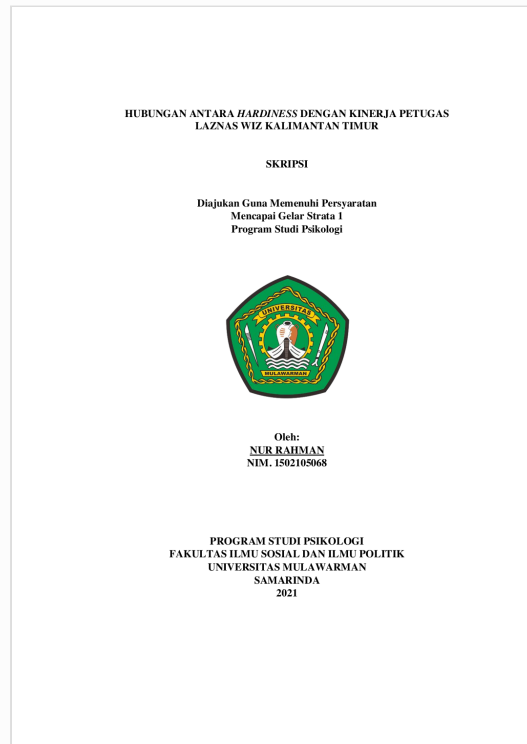 HUBUNGAN ANTARA HARDINESS DENGAN KINERJA PETUGAS
LAZNAS WIZ KALIMANTAN TIMUR
SKRIPSI
Diajukan Guna Memenuhi Persyaratan
Mencapai Gelar Strata 1
Program Studi Psikologi
UNIVERSITAS
MULAWARMAN
Oleh:
NUR RAHMAN
NIM. 1502105068
PROGRAM STUDI PSIKOLOGI
FAKULTAS ILMU SOSIAL DAN ILMU POLITIK
UNIVERSITAS MULAWARMAN
SAMARINDA
2021